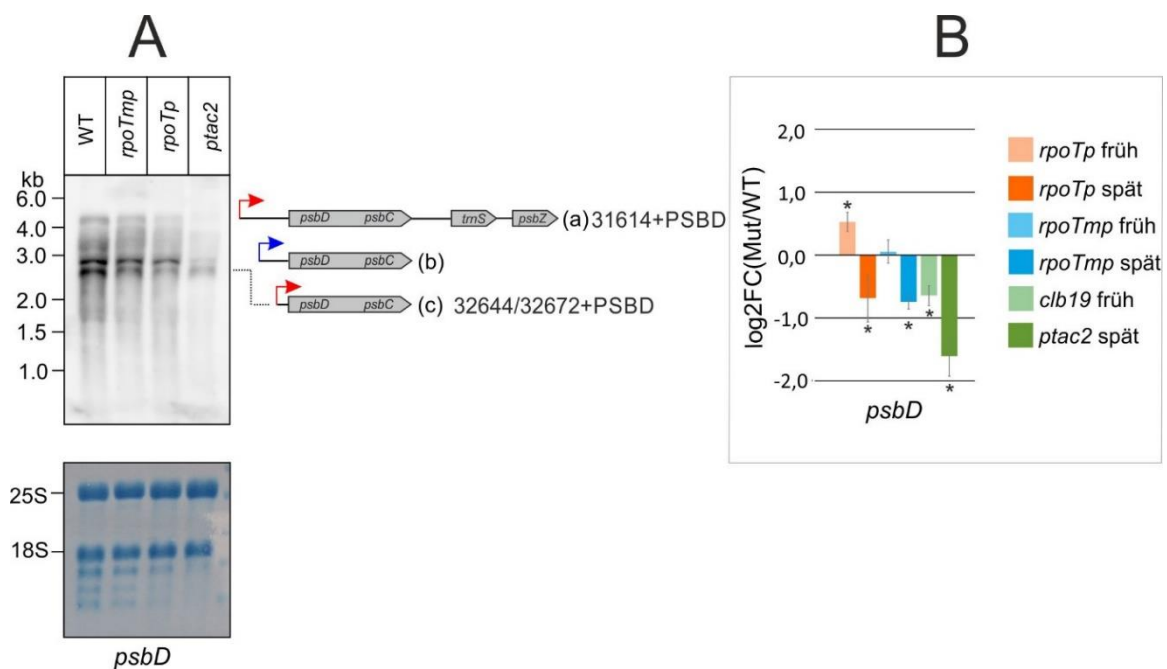 A
B
WT
rpoTmp
rpoTp
ptac2
kb
6.0
4.0
3.0
2.0
1.5
1.0
psbD psbC trnS psbZ (a) 31614+PSBD
psbD psbC (b)
psbD psbC (c) 32644/32672+PSBD
25S
18S
psbD
log2FC(Mut/WT)
2,0
1,0
0,0
-1,0
-2,0
* * * * *
psbD
rpoTp früh
rpoTp spät
rpoTmp früh
rpoTmp spät
clb19 früh
ptac2 spät